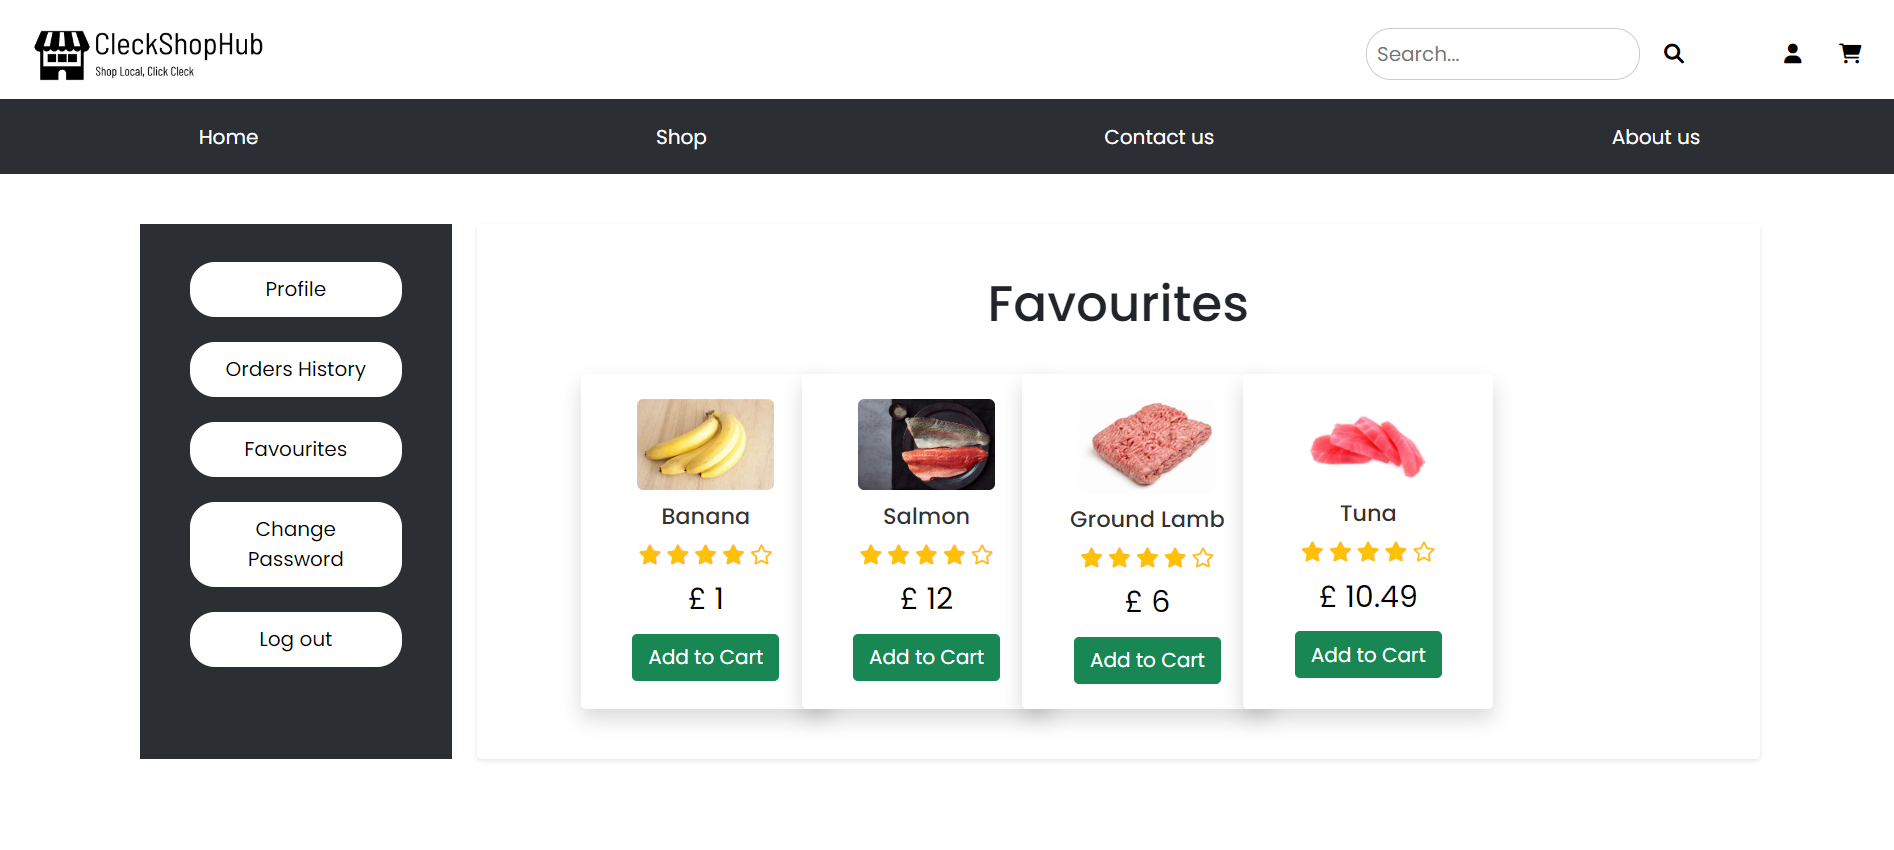 CleckShopHub
Shop Local, Click Cleck
Search...
Home
Shop
Contact us
About us
Profile
Orders History
Favourites
Change
Password
Log out
Favourites
Banana
£ 1
Add to Cart
Salmon
£ 12
Add to Cart
Ground Lamb
£ 6
Add to Cart
Tuna
£ 10.49
Add to Cart